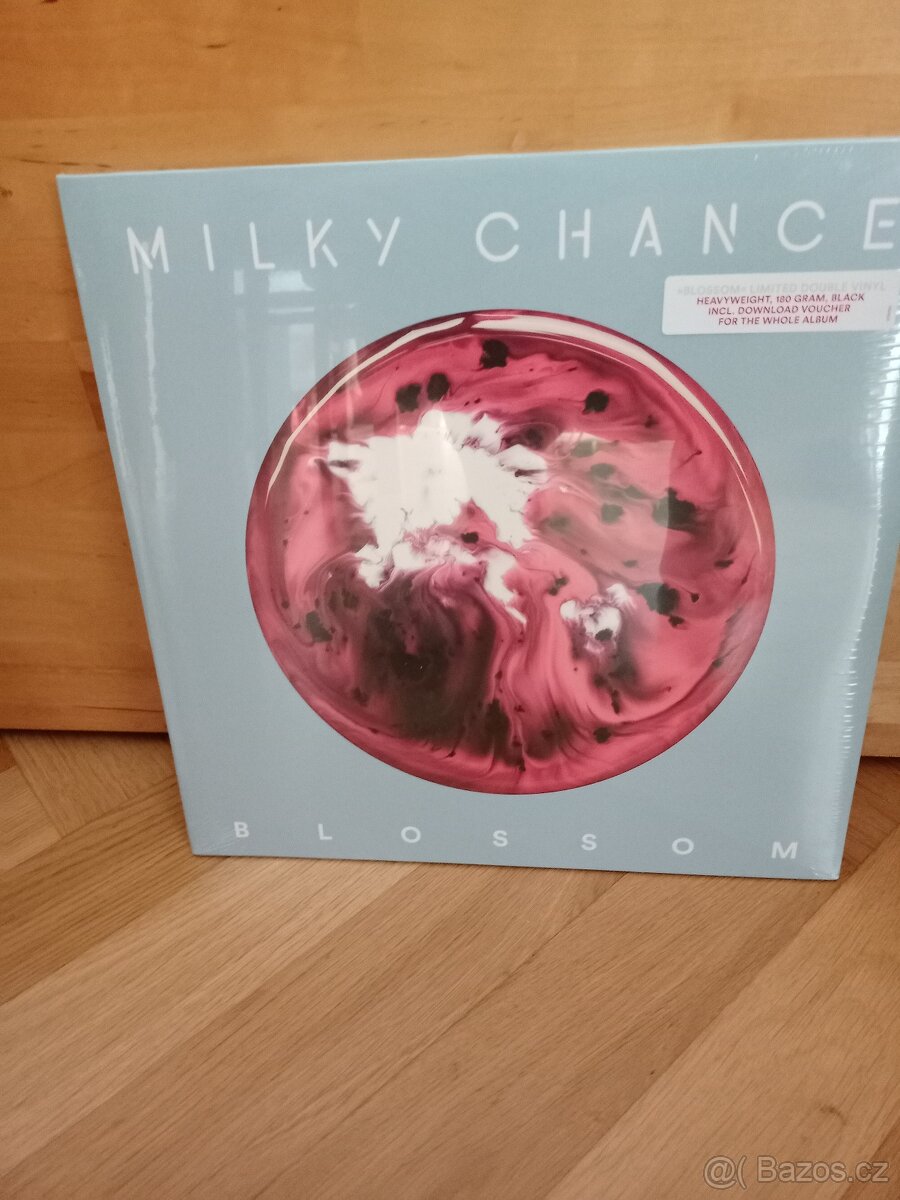 MILKY CHANCE
»BLOSSOM« LIMITED DOUBLE VINYL
HEAVYWEIGHT, 180 GRAM, BLACK
INCL. DOWNLOAD VOUCHER
FOR THE WHOLE ALBUM
BLOSSOM
@( Bazos.cz